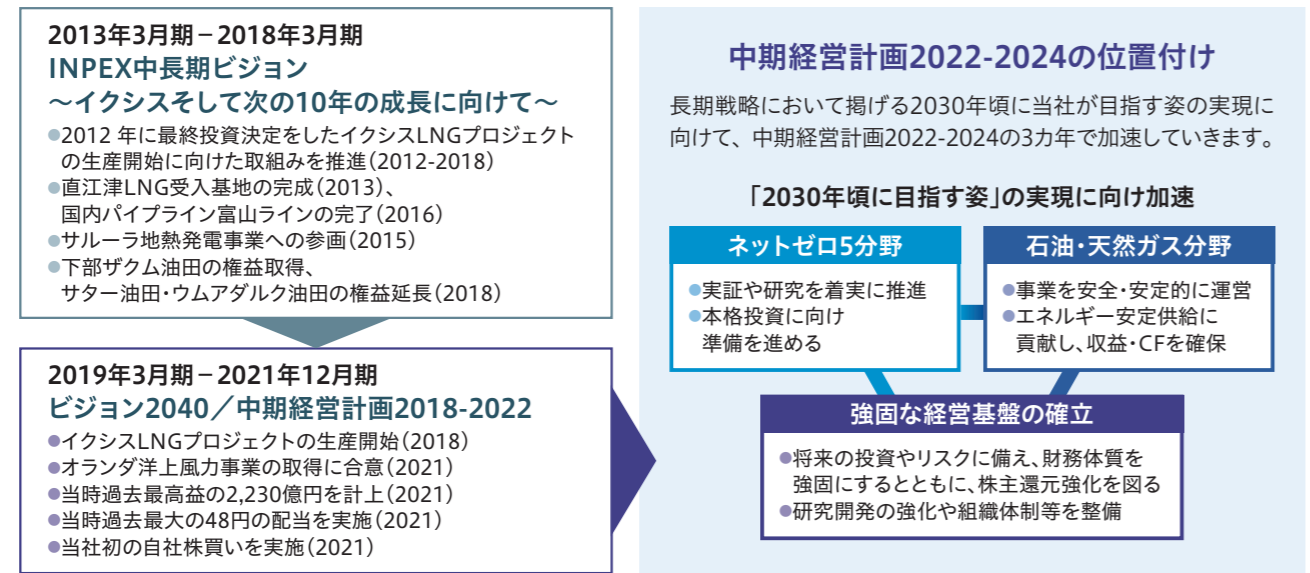 2013年3月期－2018年3月期
INPEX中長期ビジョン
～イクシスそして次の10年の成長に向けて～
●2012 年に最終投資決定をしたイクシスLNGプロジェクト
の生産開始に向けた取組みを推進（2012-2018）
●直江津LNG受入基地の完成（2013）、
国内パイプライン富山ラインの完了（2016）
●サルーラ地熱発電事業への参画（2015）
●下部ザクム油田の権益取得、
サター油田・ウムアダルク油田の権益延長（2018）
2019年3月期－2021年12月期
ビジョン2040／中期経営計画2018-2022
●イクシスLNGプロジェクトの生産開始（2018）
●オランダ洋上風力事業の取得に合意（2021）
●当時過去最高益の2,230億円を計上（2021）
●当時過去最大の48円の配当を実施（2021）
●当社初の自社株買いを実施（2021）
中期経営計画2022-2024の位置付け
長期戦略において掲げる2030年頃に当社が目指す姿の実現に
向けて、中期経営計画2022-2024の3カ年で加速していきます。
「2030年頃に目指す姿」の実現に向け加速
ネットゼロ5分野
●実証や研究を着実に推進
●本格投資に向け
準備を進める
石油・天然ガス分野
●事業を安全・安定的に運営
●エネルギー安定供給に
貢献し、収益・CFを確保
強固な経営基盤の確立
●将来の投資やリスクに備え、財務体質を
強固にするとともに、株主還元強化を図る
●研究開発の強化や組織体制等を整備